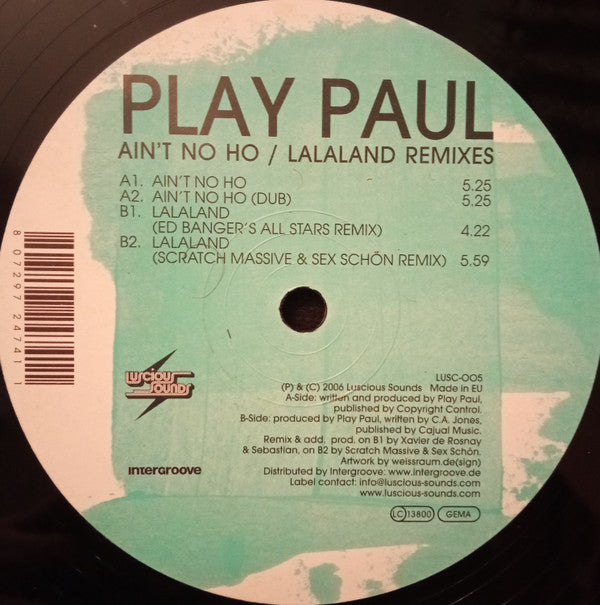 PLAY PAUL
AIN'T NO HO / LALALAND REMIXES
A1. AIN'T NO HO 5.25
A2. AIN'T NO HO (DUB) 5.25
B1. LALALAND
(ED BANGER'S ALL STARS REMIX) 4.22
B2. LALALAND
(SCRATCH MASSIVE & SEX SCHÖN REMIX) 5.59
8 07297 24741 1
LUSCIOUS
SOUNDS
intergroove
LUSC-005
(P) & (C) 2006 Luscious Sounds Made in EU
A-Side: written and produced by Play Paul,
published by Copyright Control.
B-Side: produced by Play Paul, written by C.A. Jones,
published by Cajual Music.
Remix & add. prod. on B1 by Xavier de Rosnay
& Sebastian, on B2 by Scratch Massive & Sex Schön.
Artwork by weissraum.de(sign)
Distributed by Intergroove: www.intergroove.de
Label contact: info@luscious-sounds.com
www.luscious-sounds.com
LC 13800 GEMA